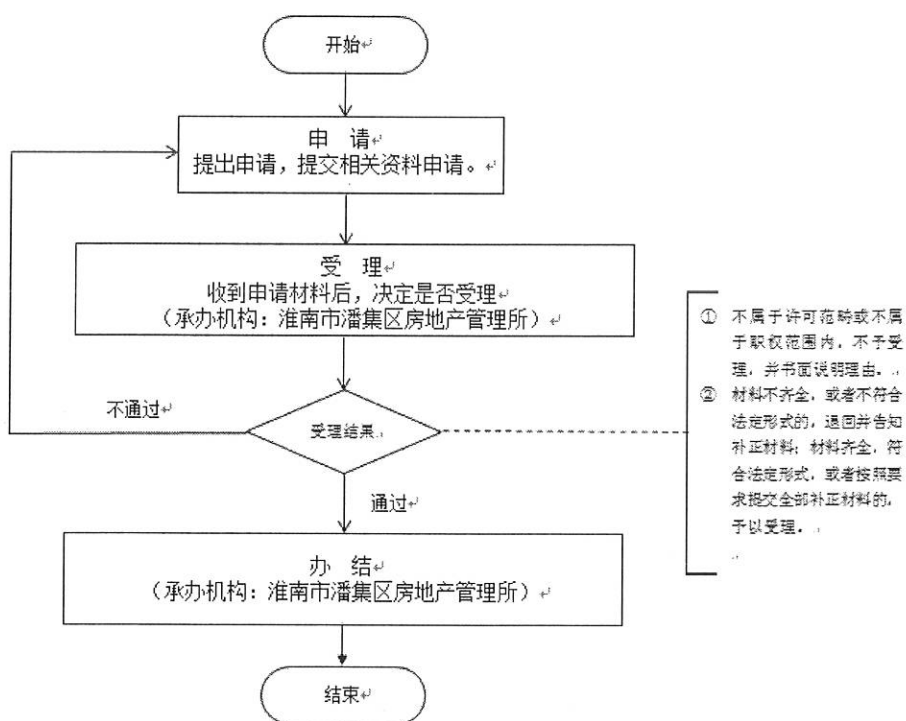 开始
申 请
提出申请，提交相关资料申请。
受 理
收到申请材料后，决定是否受理
（承办机构：淮南市潘集区房地产管理所）
① 不属于许可范畴或不属
于职权范围内，不予受
理，并书面说明理由。
② 材料不齐全，或者不符合
法定形式的，退回并告知
补正材料；材料齐全，符
合法定形式，或者按照要
求提交全部补正材料的，
予以受理。
不通过
受理结果
通过
办 结
（承办机构：淮南市潘集区房地产管理所）
结束